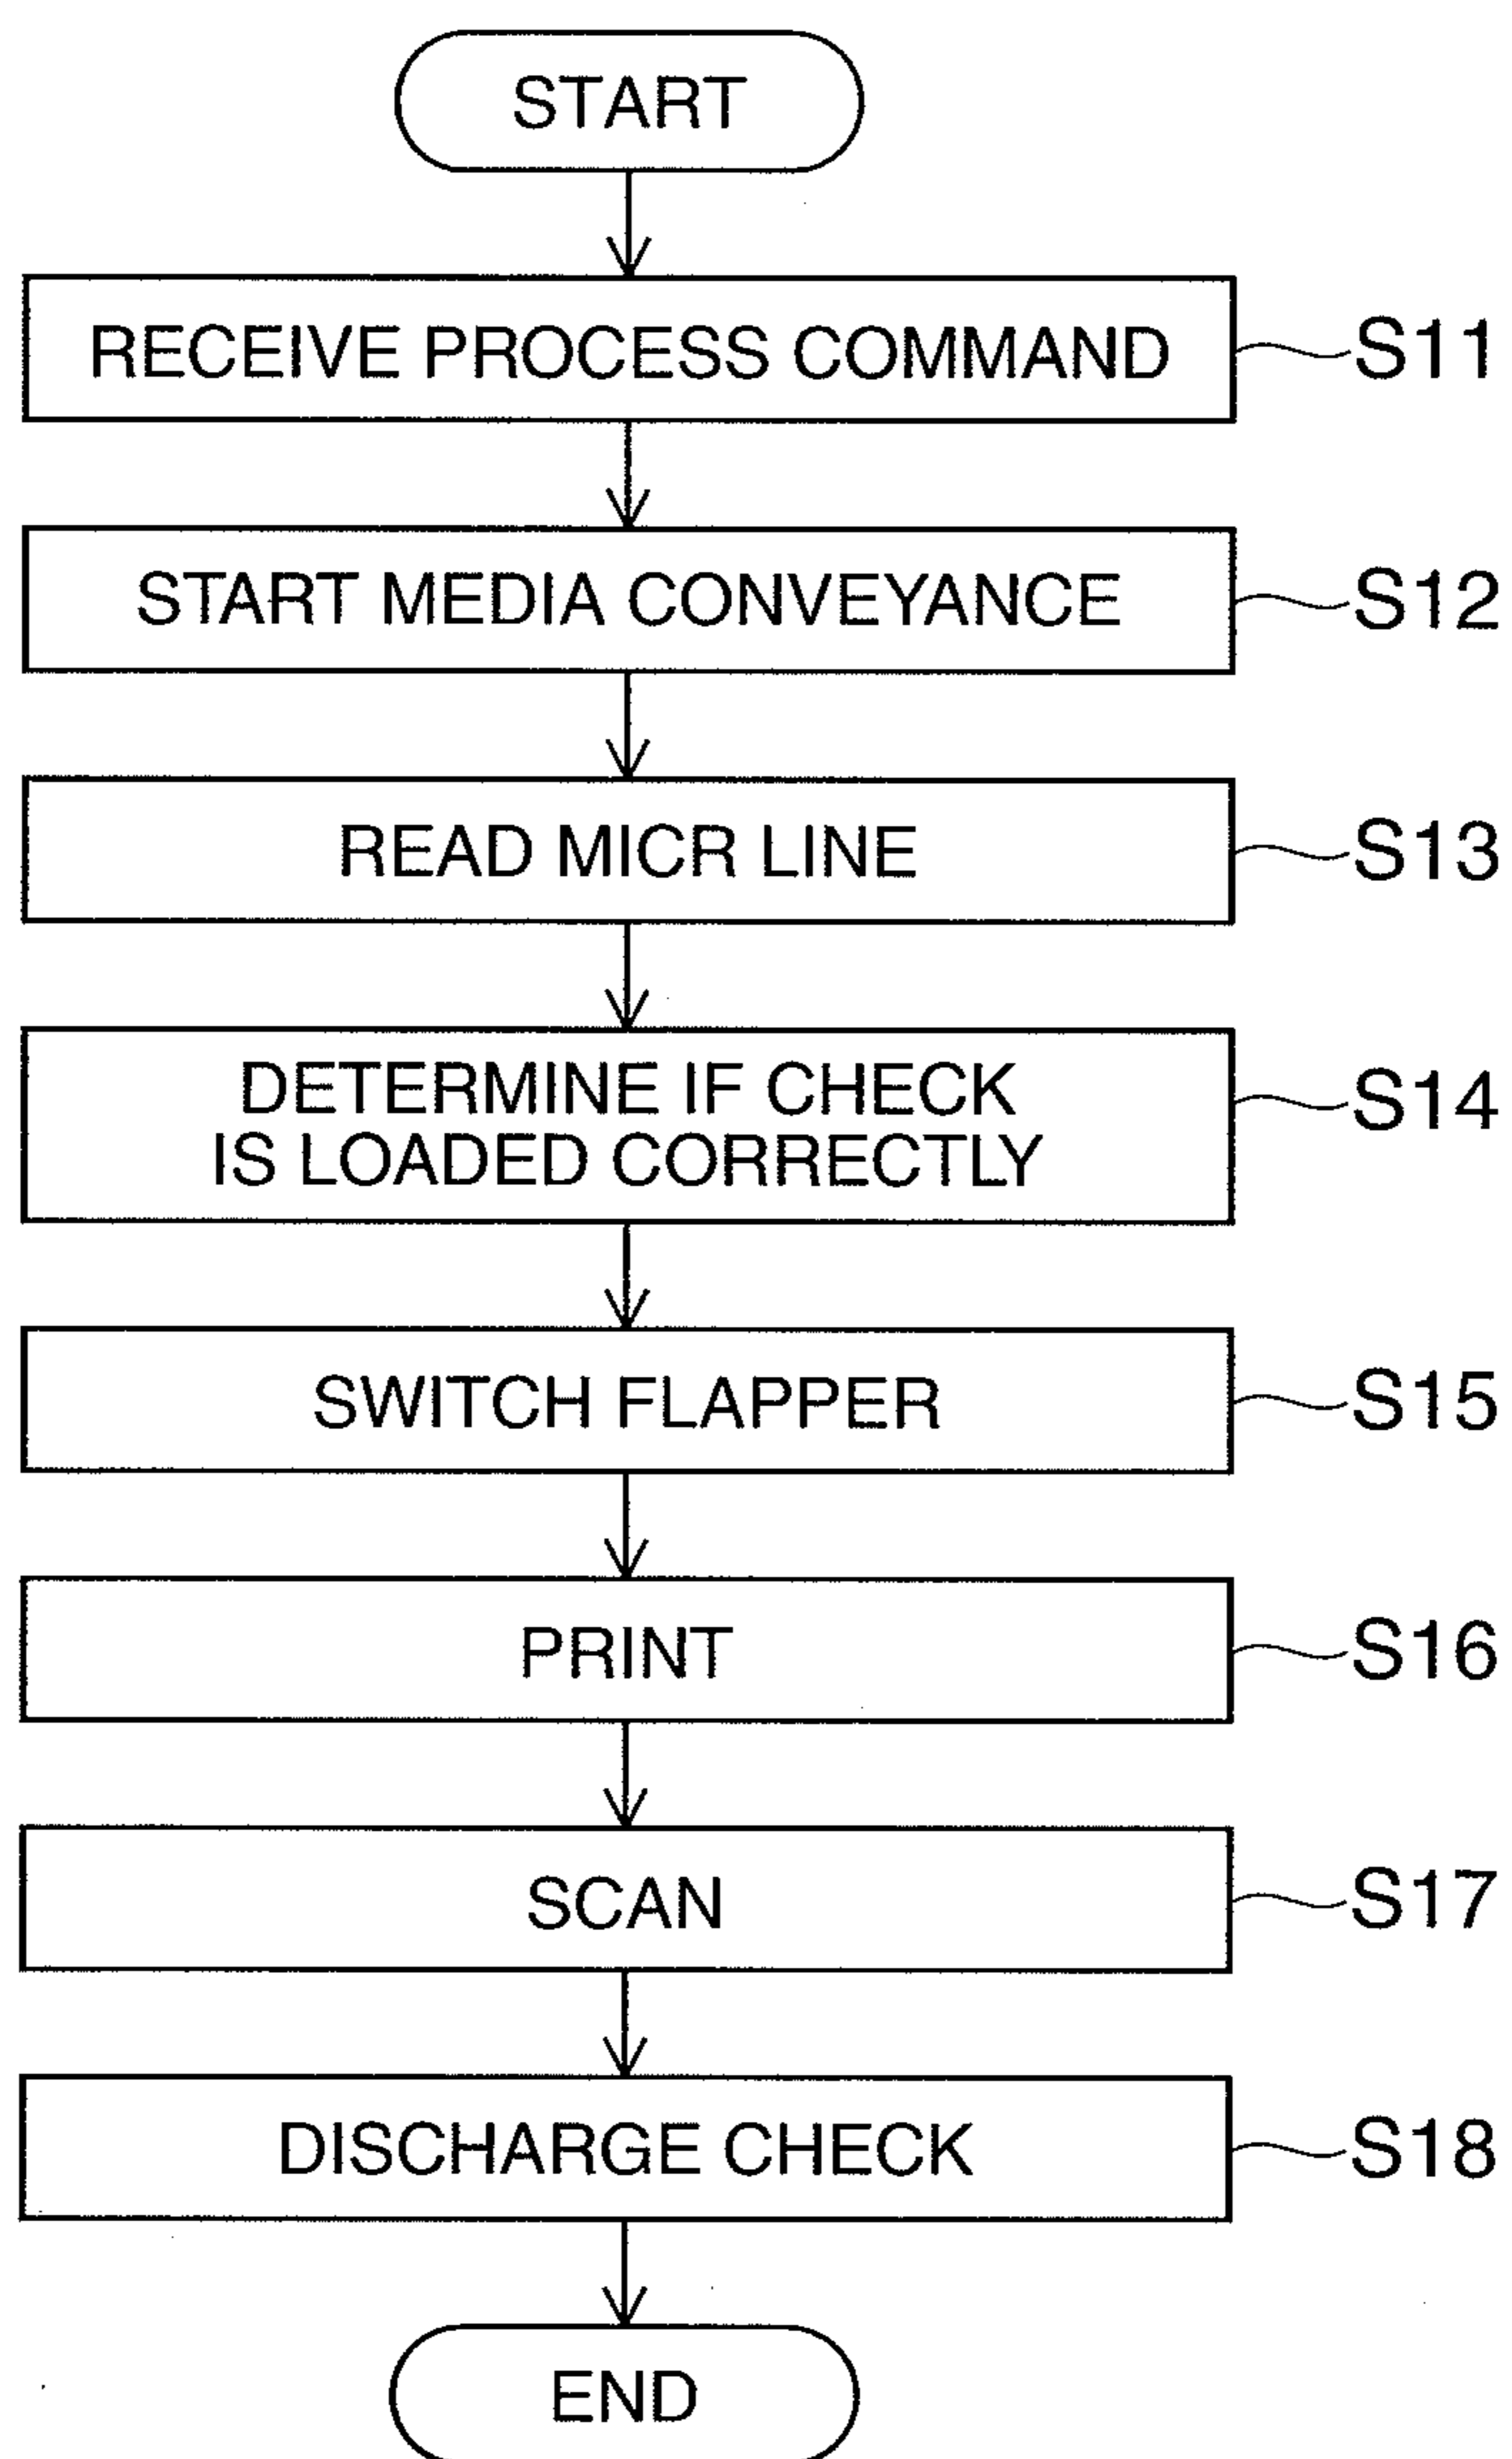 START
RECEIVE PROCESS COMMAND S11
START MEDIA CONVEYANCE S12
READ MICR LINE S13
DETERMINE IF CHECK S14
IS LOADED CORRECTLY
SWITCH FLAPPER S15
PRINT S16
SCAN S17
DISCHARGE CHECK S18
END